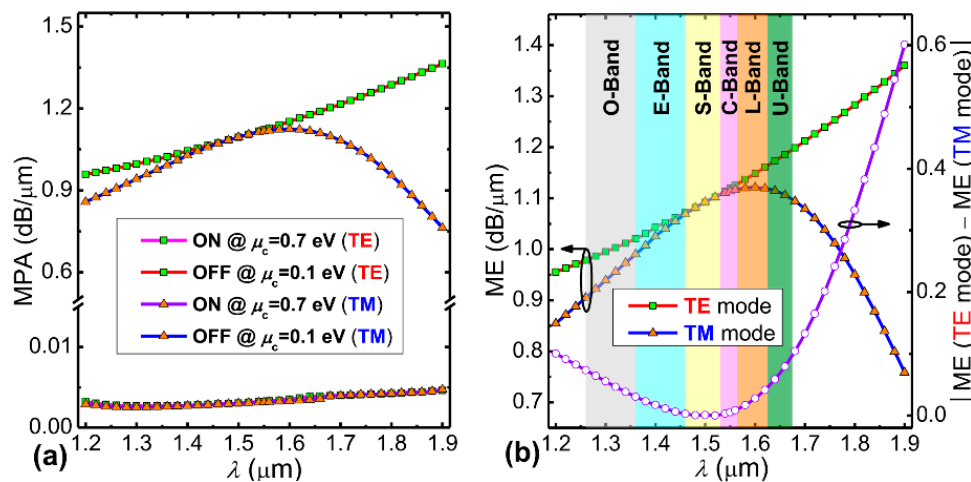 MPA (dB/μm)
1.5
1.2
0.9
0.6
0.01
0.00
ON @ μc=0.7 eV (TE)
OFF @ μc=0.1 eV (TE)
ON @ μc=0.7 eV (TM)
OFF @ μc=0.1 eV (TM)
1.2 1.3 1.4 1.5 1.6 1.7 1.8 1.9
(a)
λ (μm)
ME (dB/μm)
1.4
1.3
1.2
1.1
1.0
0.9
0.8
0.7
O-Band
E-Band
S-Band
C-Band
L-Band
U-Band
TE mode
TM mode
0.6
0.4
0.2
0.0
| ME (TE mode) − ME (TM mode) |
1.2 1.3 1.4 1.5 1.6 1.7 1.8 1.9
(b)
λ (μm)